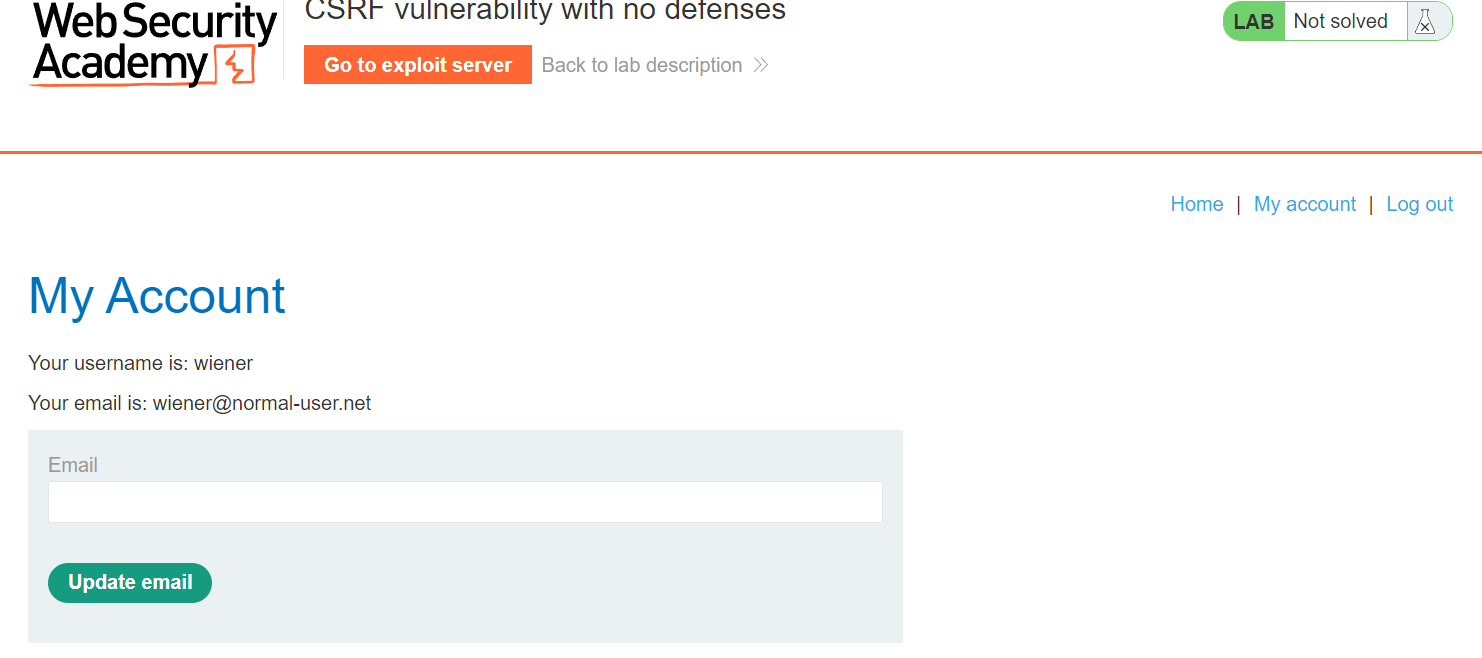 Web Security
Academy
CSRF vulnerability with no defenses
Go to exploit server
Back to lab description
LAB Not solved
Home | My account | Log out
My Account
Your username is: wiener
Your email is: wiener@normal-user.net
Email
Update email